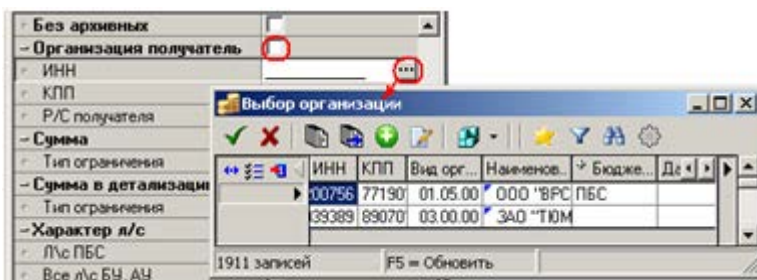 Без архивных
Организация получатель
ИНН
КПП
Р/С получателя
Сумма
Тип ограничения
Сумма в детализации
Тип ограничения
Характер л/с
Л\с ПБС
Все л\с БУ, АУ
Выбор организации
ИНН КПП Вид орг... Наименов... Бюдже... Да
00756 77190 01.05.00 ООО "ВРС ПБС
39389 89070 03.00.00 ЗАО "ТЮМ
1911 записей F5 = Обновить